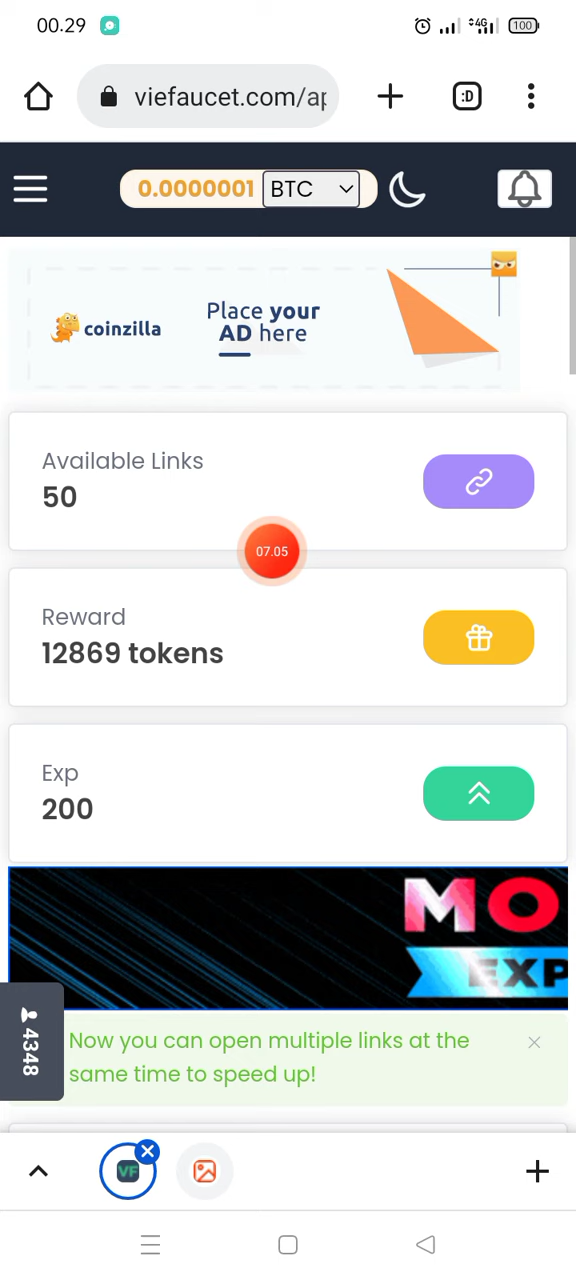 00.29
4G
100
viefaucet.com/ap
:D
0.0000001 BTC
coinzilla
Place your
AD here
Available Links
50
07.05
Reward
12869 tokens
Exp
200
MO
EXP
4348
Now you can open multiple links at the
same time to speed up!
VF